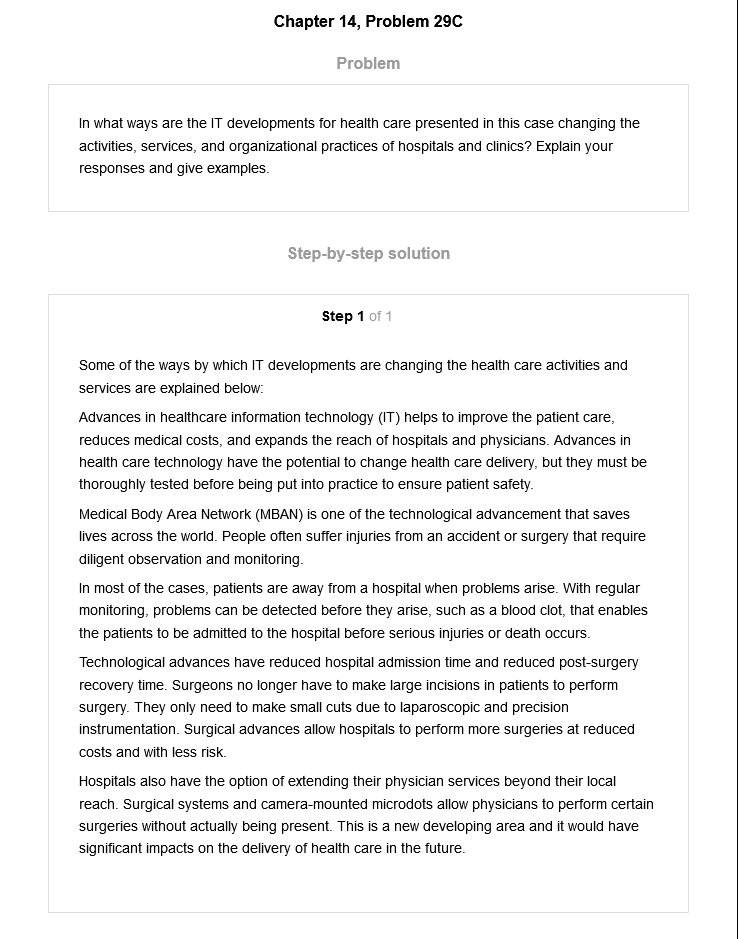 Chapter 14, Problem 29C
Problem
In what ways are the IT developments for health care presented in this case changing the
activities, services, and organizational practices of hospitals and clinics? Explain your
responses and give examples.
Step-by-step solution
Step 1 of 1
Some of the ways by which IT developments are changing the health care activities and
services are explained below:
Advances in healthcare information technology (IT) helps to improve the patient care,
reduces medical costs, and expands the reach of hospitals and physicians. Advances in
health care technology have the potential to change health care delivery, but they must be
thoroughly tested before being put into practice to ensure patient safety.
Medical Body Area Network (MBAN) is one of the technological advancement that saves
lives across the world. People often suffer injuries from an accident or surgery that require
diligent observation and monitoring.
In most of the cases, patients are away from a hospital when problems arise. With regular
monitoring, problems can be detected before they arise, such as a blood clot, that enables
the patients to be admitted to the hospital before serious injuries or death occurs.
Technological advances have reduced hospital admission time and reduced post-surgery
recovery time. Surgeons no longer have to make large incisions in patients to perform
surgery. They only need to make small cuts due to laparoscopic and precision
instrumentation. Surgical advances allow hospitals to perform more surgeries at reduced
costs and with less risk.
Hospitals also have the option of extending their physician services beyond their local
reach. Surgical systems and camera-mounted microdots allow physicians to perform certain
surgeries without actually being present. This is a new developing area and it would have
significant impacts on the delivery of health care in the future.